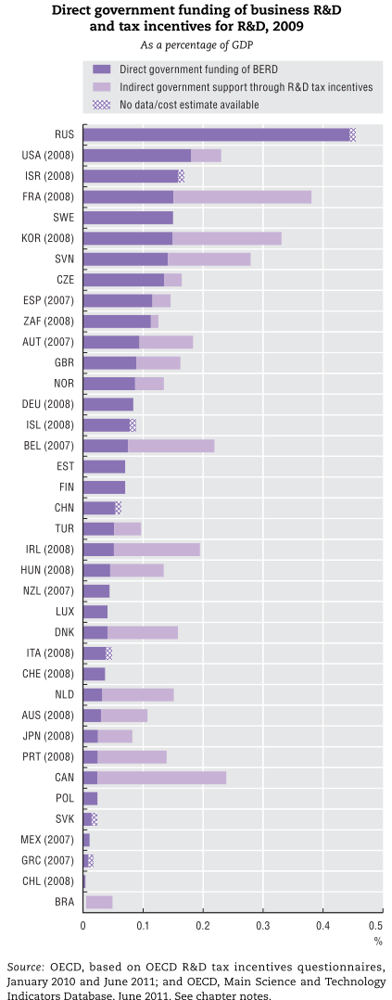 Direct government funding of business R&D
and tax incentives for R&D, 2009
As a percentage of GDP
Direct government funding of BERD
Indirect government support through R&D tax incentives
No data/cost estimate available
RUS
USA (2008)
ISR (2008)
FRA (2008)
SWE
KOR (2008)
SVN
CZE
ESP (2007)
ZAF (2008)
AUT (2007)
GBR
NOR
DEU (2008)
ISL (2008)
BEL (2007)
EST
FIN
CHN
TUR
IRL (2008)
HUN (2008)
NZL (2007)
LUX
DNK
ITA (2008)
CHE (2008)
NLD
AUS (2008)
JPN (2008)
PRT (2008)
CAN
POL
SVK
MEX (2007)
GRC (2007)
CHL (2008)
BRA
0 0.1 0.2 0.3 0.4 0.5
%
Source: OECD, based on OECD R&D tax incentives questionnaires,
January 2010 and June 2011; and OECD, Main Science and Technology
Indicators Database, June 2011. See chapter notes.